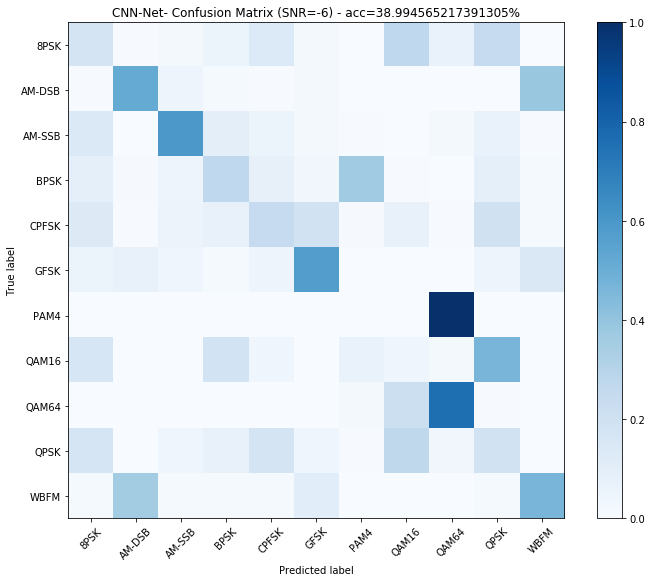 CNN-Net- Confusion Matrix (SNR=-6) - acc=38.994565217391305%
True label
8PSK
AM-DSB
AM-SSB
BPSK
CPFSK
GFSK
PAM4
QAM16
QAM64
QPSK
WBFM
8PSK
AM-DSB
AM-SSB
BPSK
CPFSK
GFSK
PAM4
QAM16
QAM64
QPSK
WBFM
Predicted label
1.0
0.8
0.6
0.4
0.2
0.0